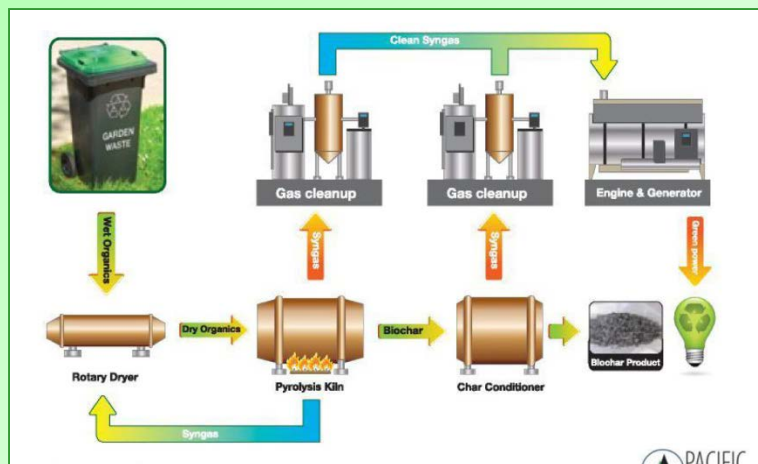 Clean Syngas
GARDEN
WASTE
Gas cleanup
Gas cleanup
Engine & Generator
Wet Organics
Syngas
Syngas
Green power
Dry Organics
Biochar
Rotary Dryer
Pyrolysis Kiln
Char Conditioner
Biochar Product
Syngas
PACIFIC